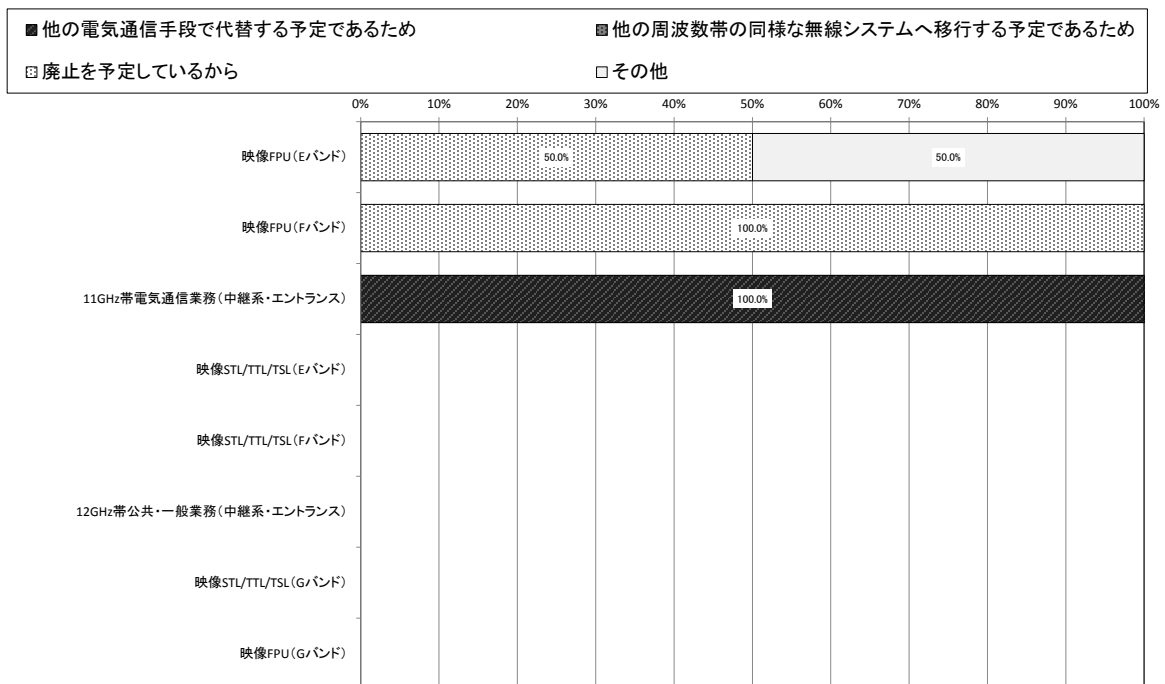 ■他の電気通信手段で代替する予定であるため ■他の周波数帯の同様な無線システムへ移行する予定であるため
□廃止を予定しているから □その他
0% 10% 20% 30% 40% 50% 60% 70% 80% 90% 100%
映像FPU(Eバンド) 50.0% 50.0%
映像FPU(Fバンド) 100.0%
11GHz帯電気通信業務(中継系・エントランス) 100.0%
映像STL/TTL/TSL(Eバンド)
映像STL/TTL/TSL(Fバンド)
12GHz帯公共・一般業務(中継系・エントランス)
映像STL/TTL/TSL(Gバンド)
映像FPU(Gバンド)